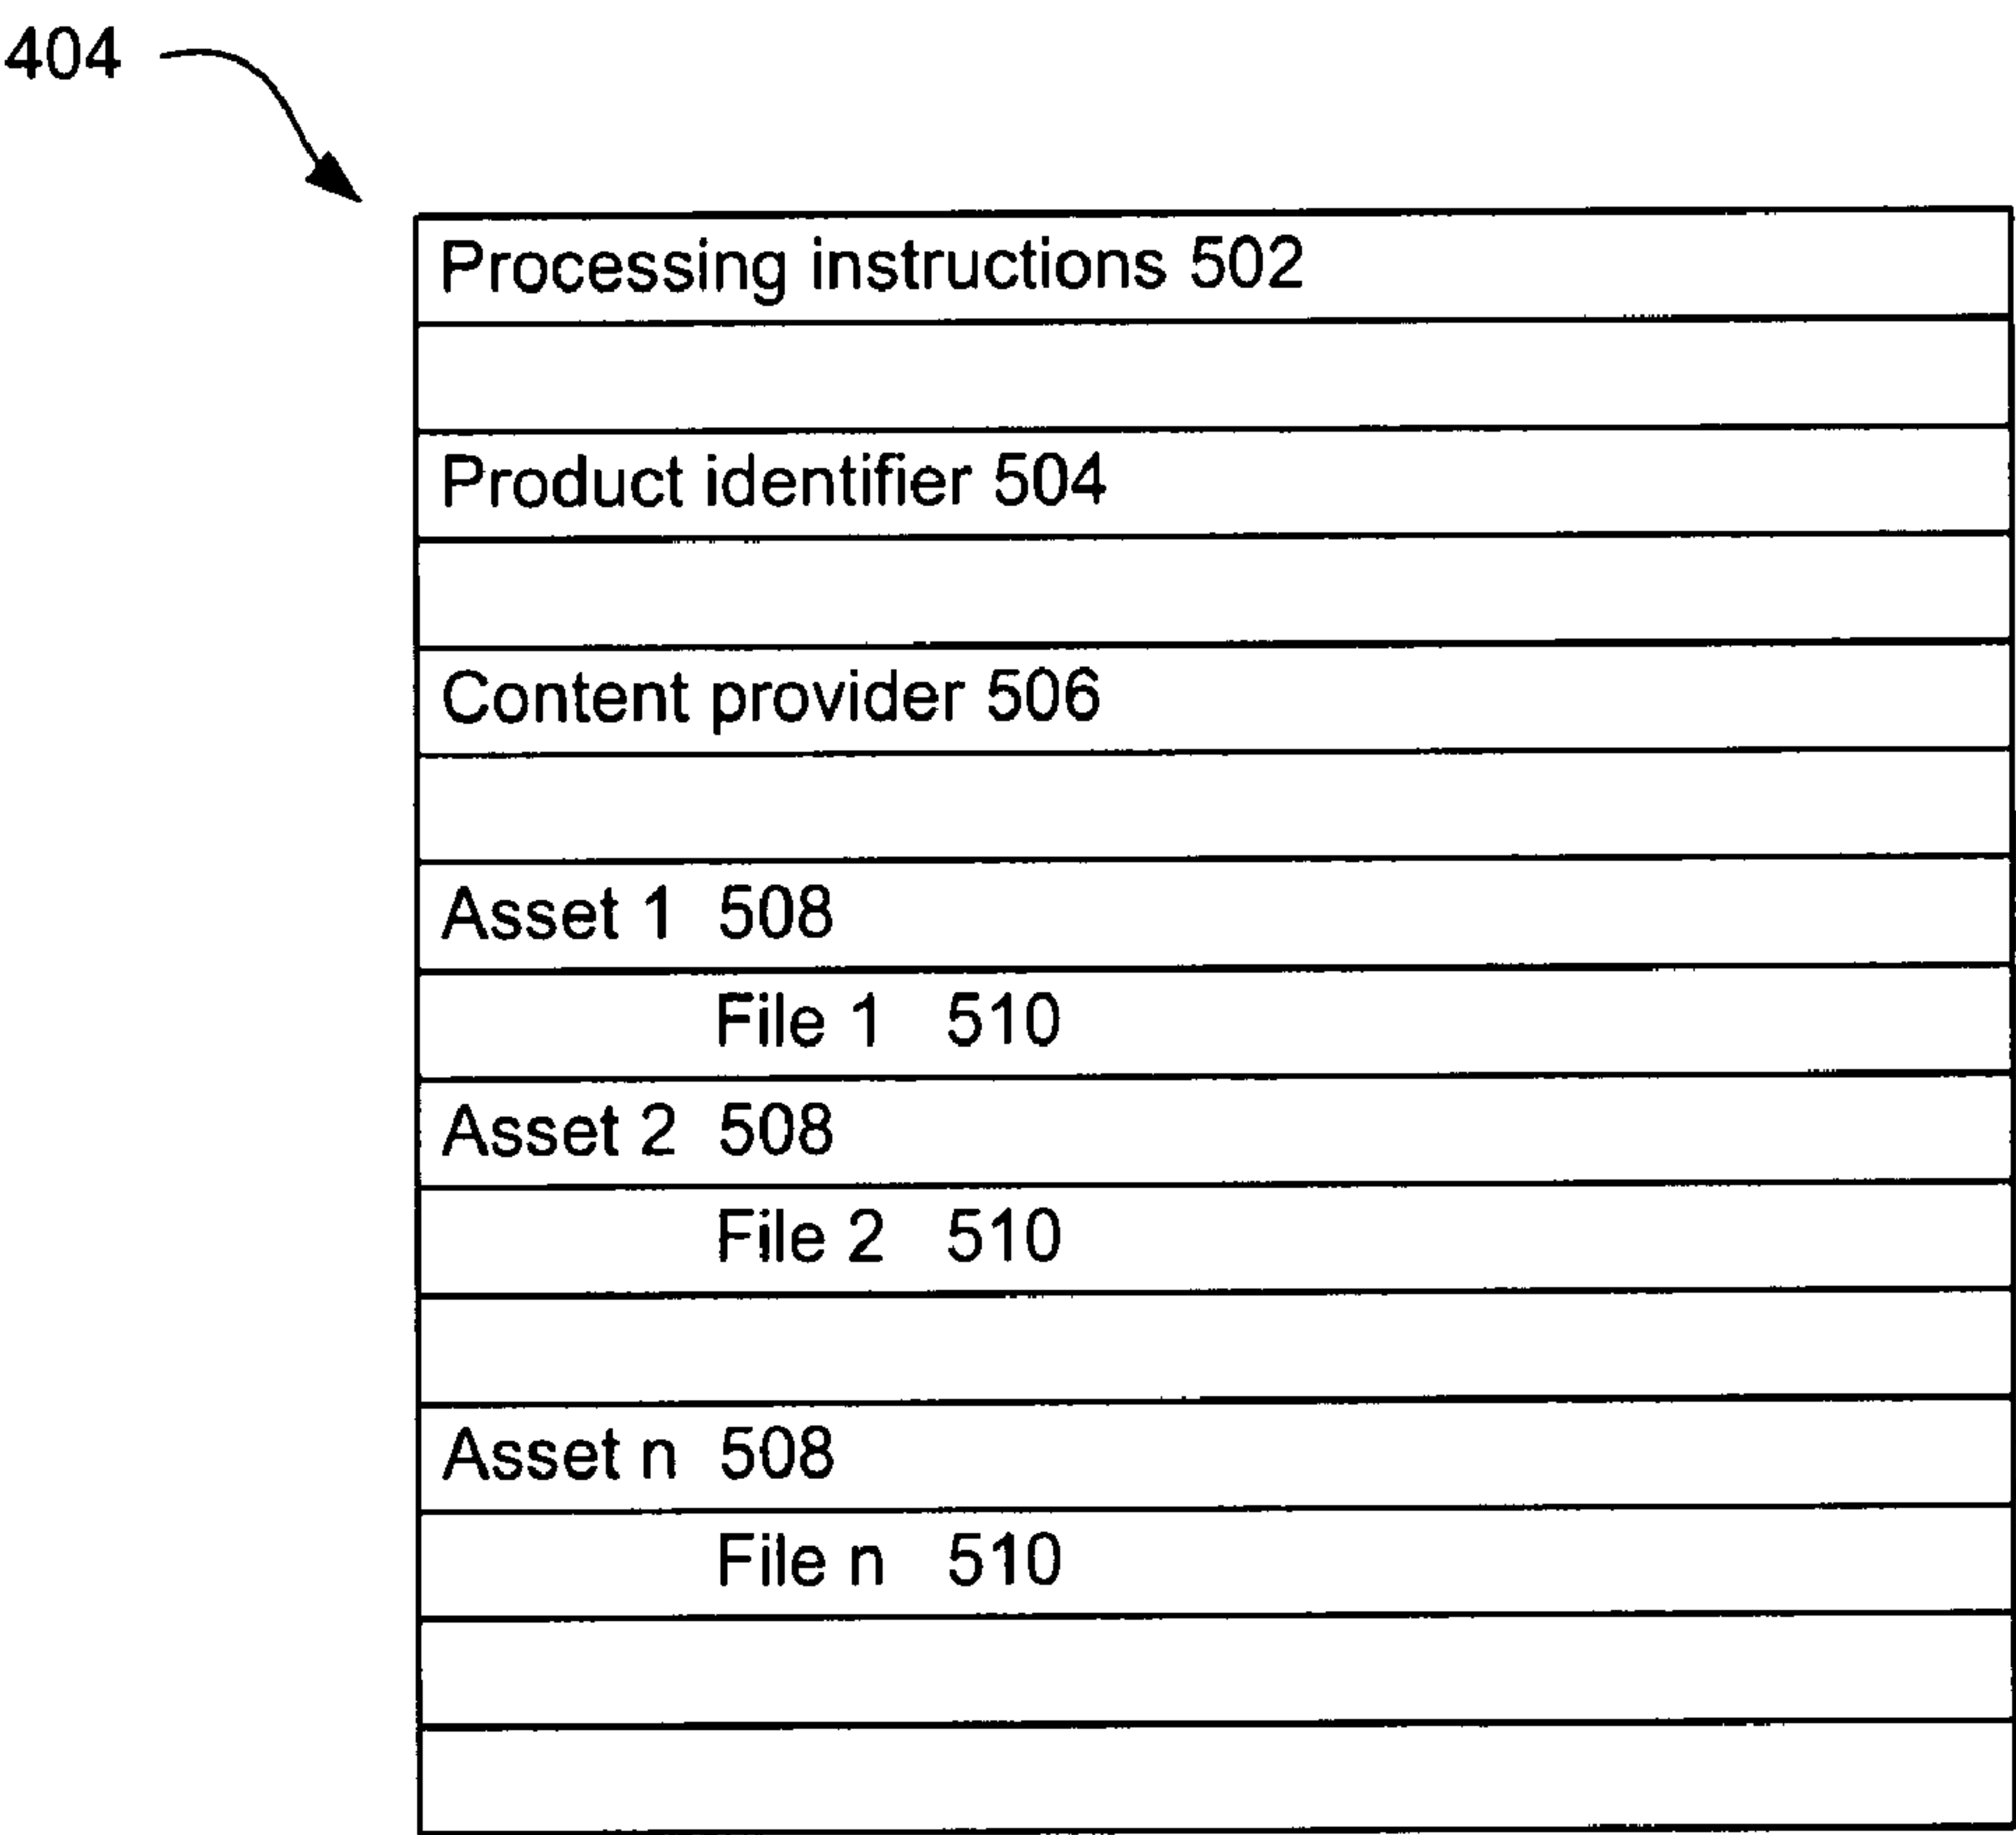 404
Processing instructions 502
Product identifier 504
Content provider 506
Asset 1 508
File 1 510
Asset 2 508
File 2 510
Asset n 508
File n 510